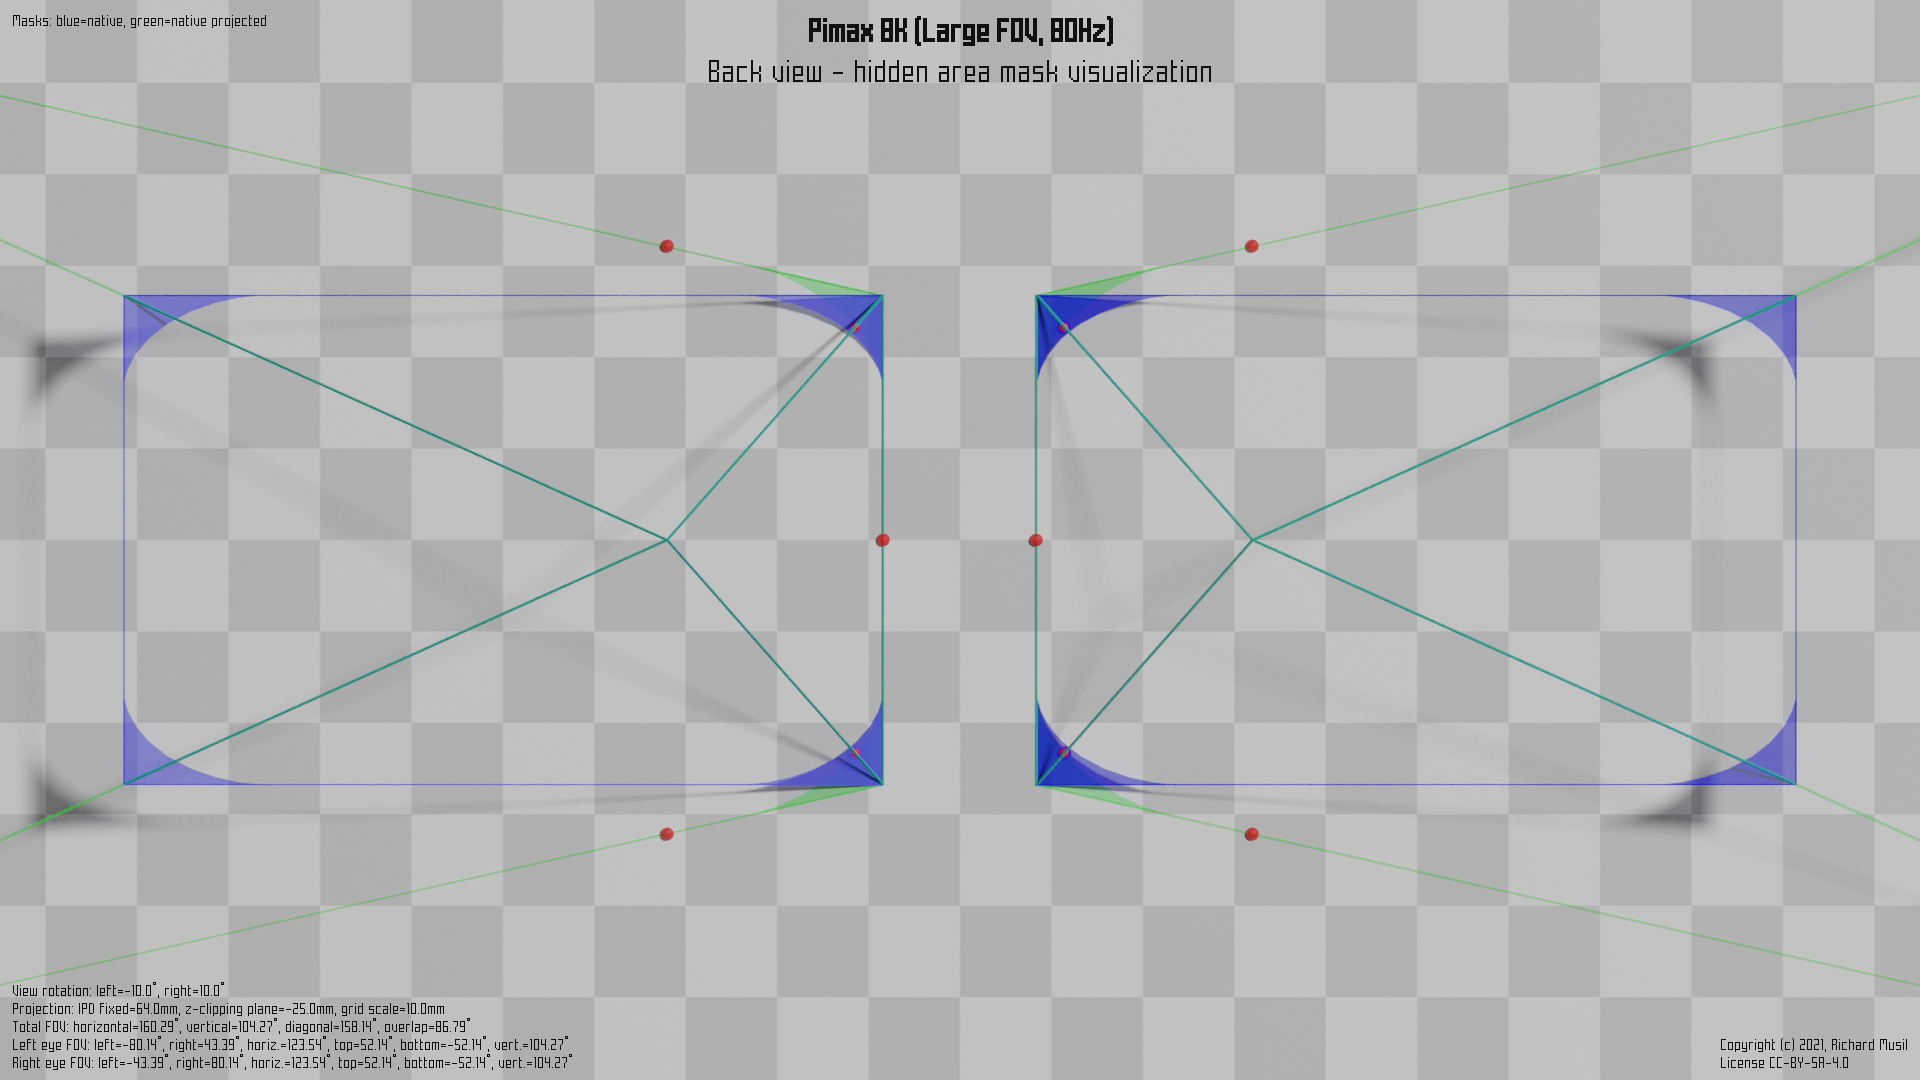 Masks: blue=native, green=native projected
Pimax 8K (Large FOV, 80Hz)
Back view - hidden area mask visualization
View rotation: left=-10.0°, right=10.0°
Projection: IPD fixed=64.0mm, z-clipping plane=-25.0mm, grid scale=10.0mm
Total FOV: horizontal=160.29°, vertical=104.27°, diagonal=158.14°, overlap=86.79°
Left eye FOV: left=-80.14°, right=43.39°, horiz.=123.54°, top=52.14°, bottom=-52.14°, vert.=104.27°
Right eye FOV: left=-43.39°, right=80.14°, horiz.=123.54°, top=52.14°, bottom=-52.14°, vert.=104.27°
Copyright (c) 2021, Richard Musil
License CC-BY-SA-4.0